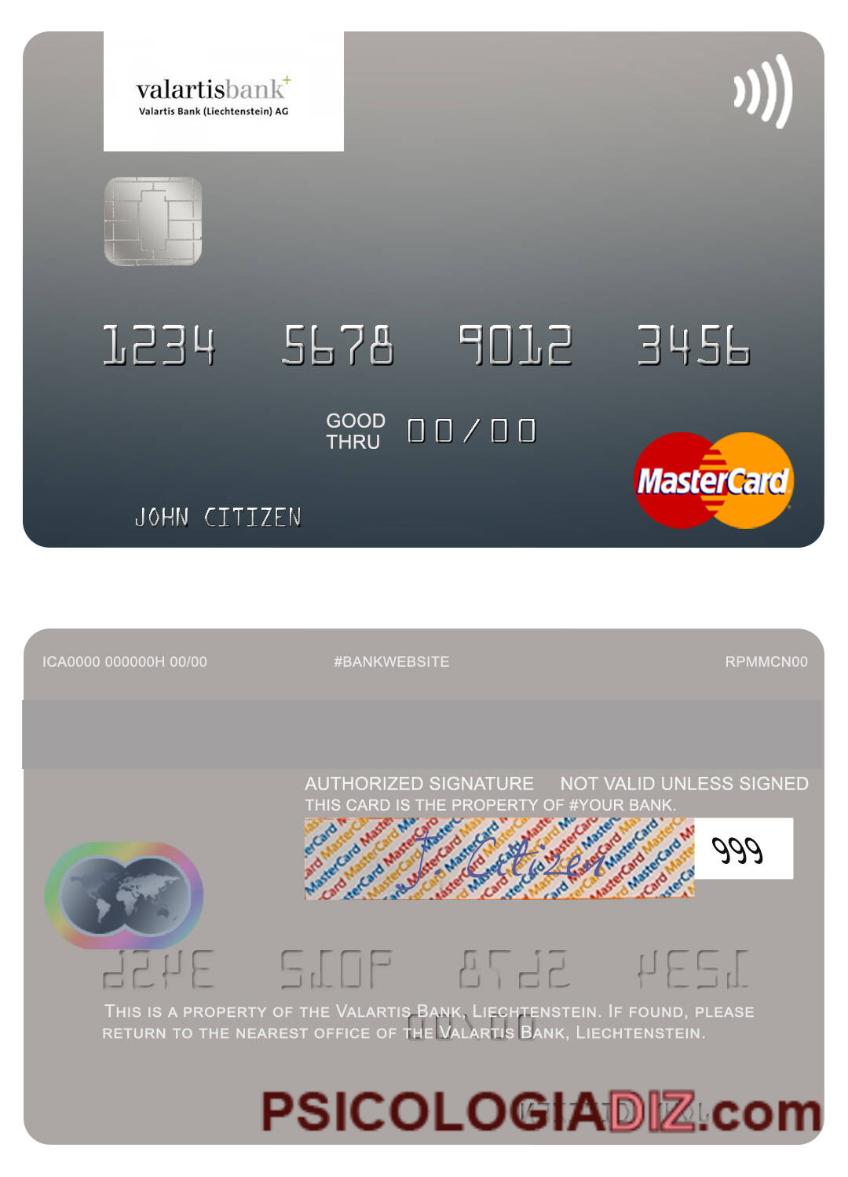 valartisbank+
Valartis Bank (Liechtenstein) AG
1234 5678 9012 3456
GOOD THRU 00/00
MasterCard
JOHN CITIZEN
ICA0000 000000H 00/00 #BANKWEBSITE RPMMCN00
AUTHORIZED SIGNATURE NOT VALID UNLESS SIGNED
THIS CARD IS THE PROPERTY OF #YOUR BANK.
J. Citizen 999
THIS IS A PROPERTY OF THE VALARTIS BANK, LIECHTENSTEIN. IF FOUND, PLEASE
RETURN TO THE NEAREST OFFICE OF THE VALARTIS BANK, LIECHTENSTEIN.
PSICOLOGIADIZ.com